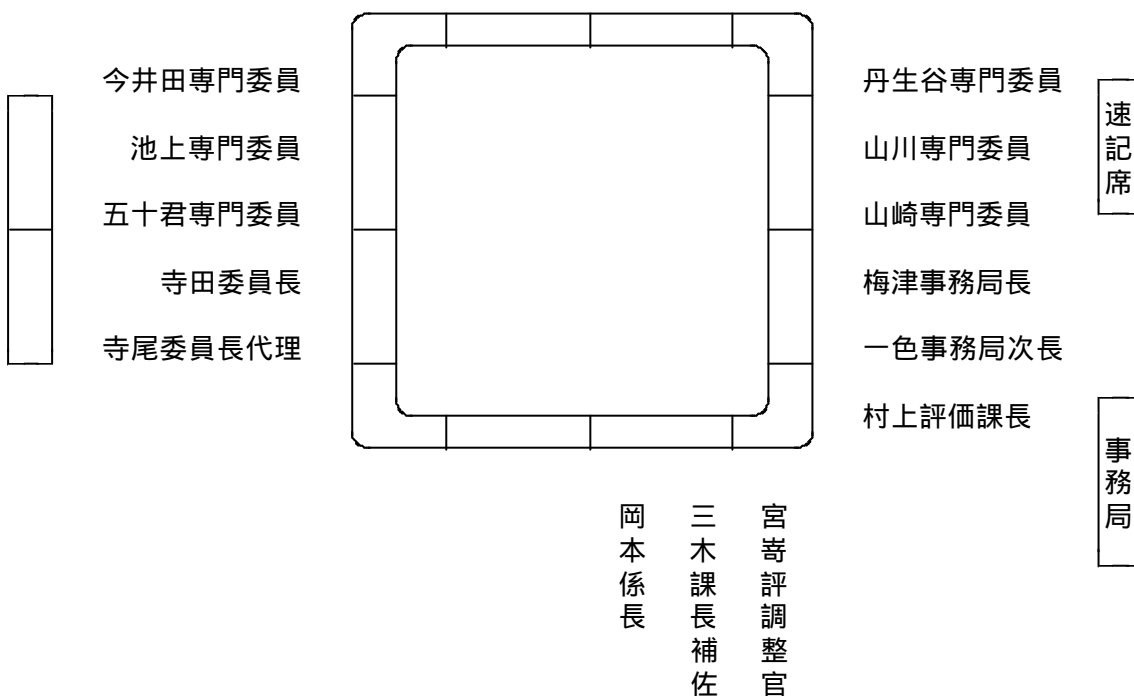 今井田専門委員
池上専門委員
五十君専門委員
寺田委員長
寺尾委員長代理
丹生谷専門委員
山川専門委員
山崎専門委員
梅津事務局長
一色事務局次長
村上評価課長
速記席
事務局
宮嵜評調整官
三木課長補佐
岡本係長